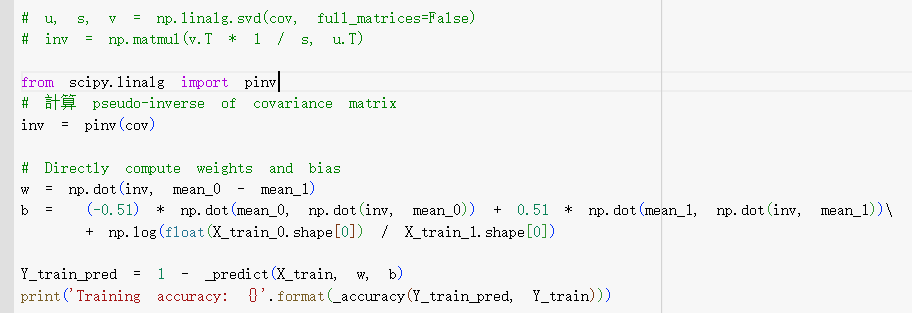 # u, s, v = np.linalg.svd(cov, full_matrices=False)
# inv = np.matmul(v.T * 1 / s, u.T)
from scipy.linalg import pinv
# 計算 pseudo-inverse of covariance matrix
inv = pinv(cov)
# Directly compute weights and bias
w = np.dot(inv, mean_0 - mean_1)
b = (-0.51) * np.dot(mean_0, np.dot(inv, mean_0)) + 0.51 * np.dot(mean_1, np.dot(inv, mean_1))\
+ np.log(float(X_train_0.shape[0]) / X_train_1.shape[0])
Y_train_pred = 1 - _predict(X_train, w, b)
print('Training accuracy: {}'.format(_accuracy(Y_train_pred, Y_train)))